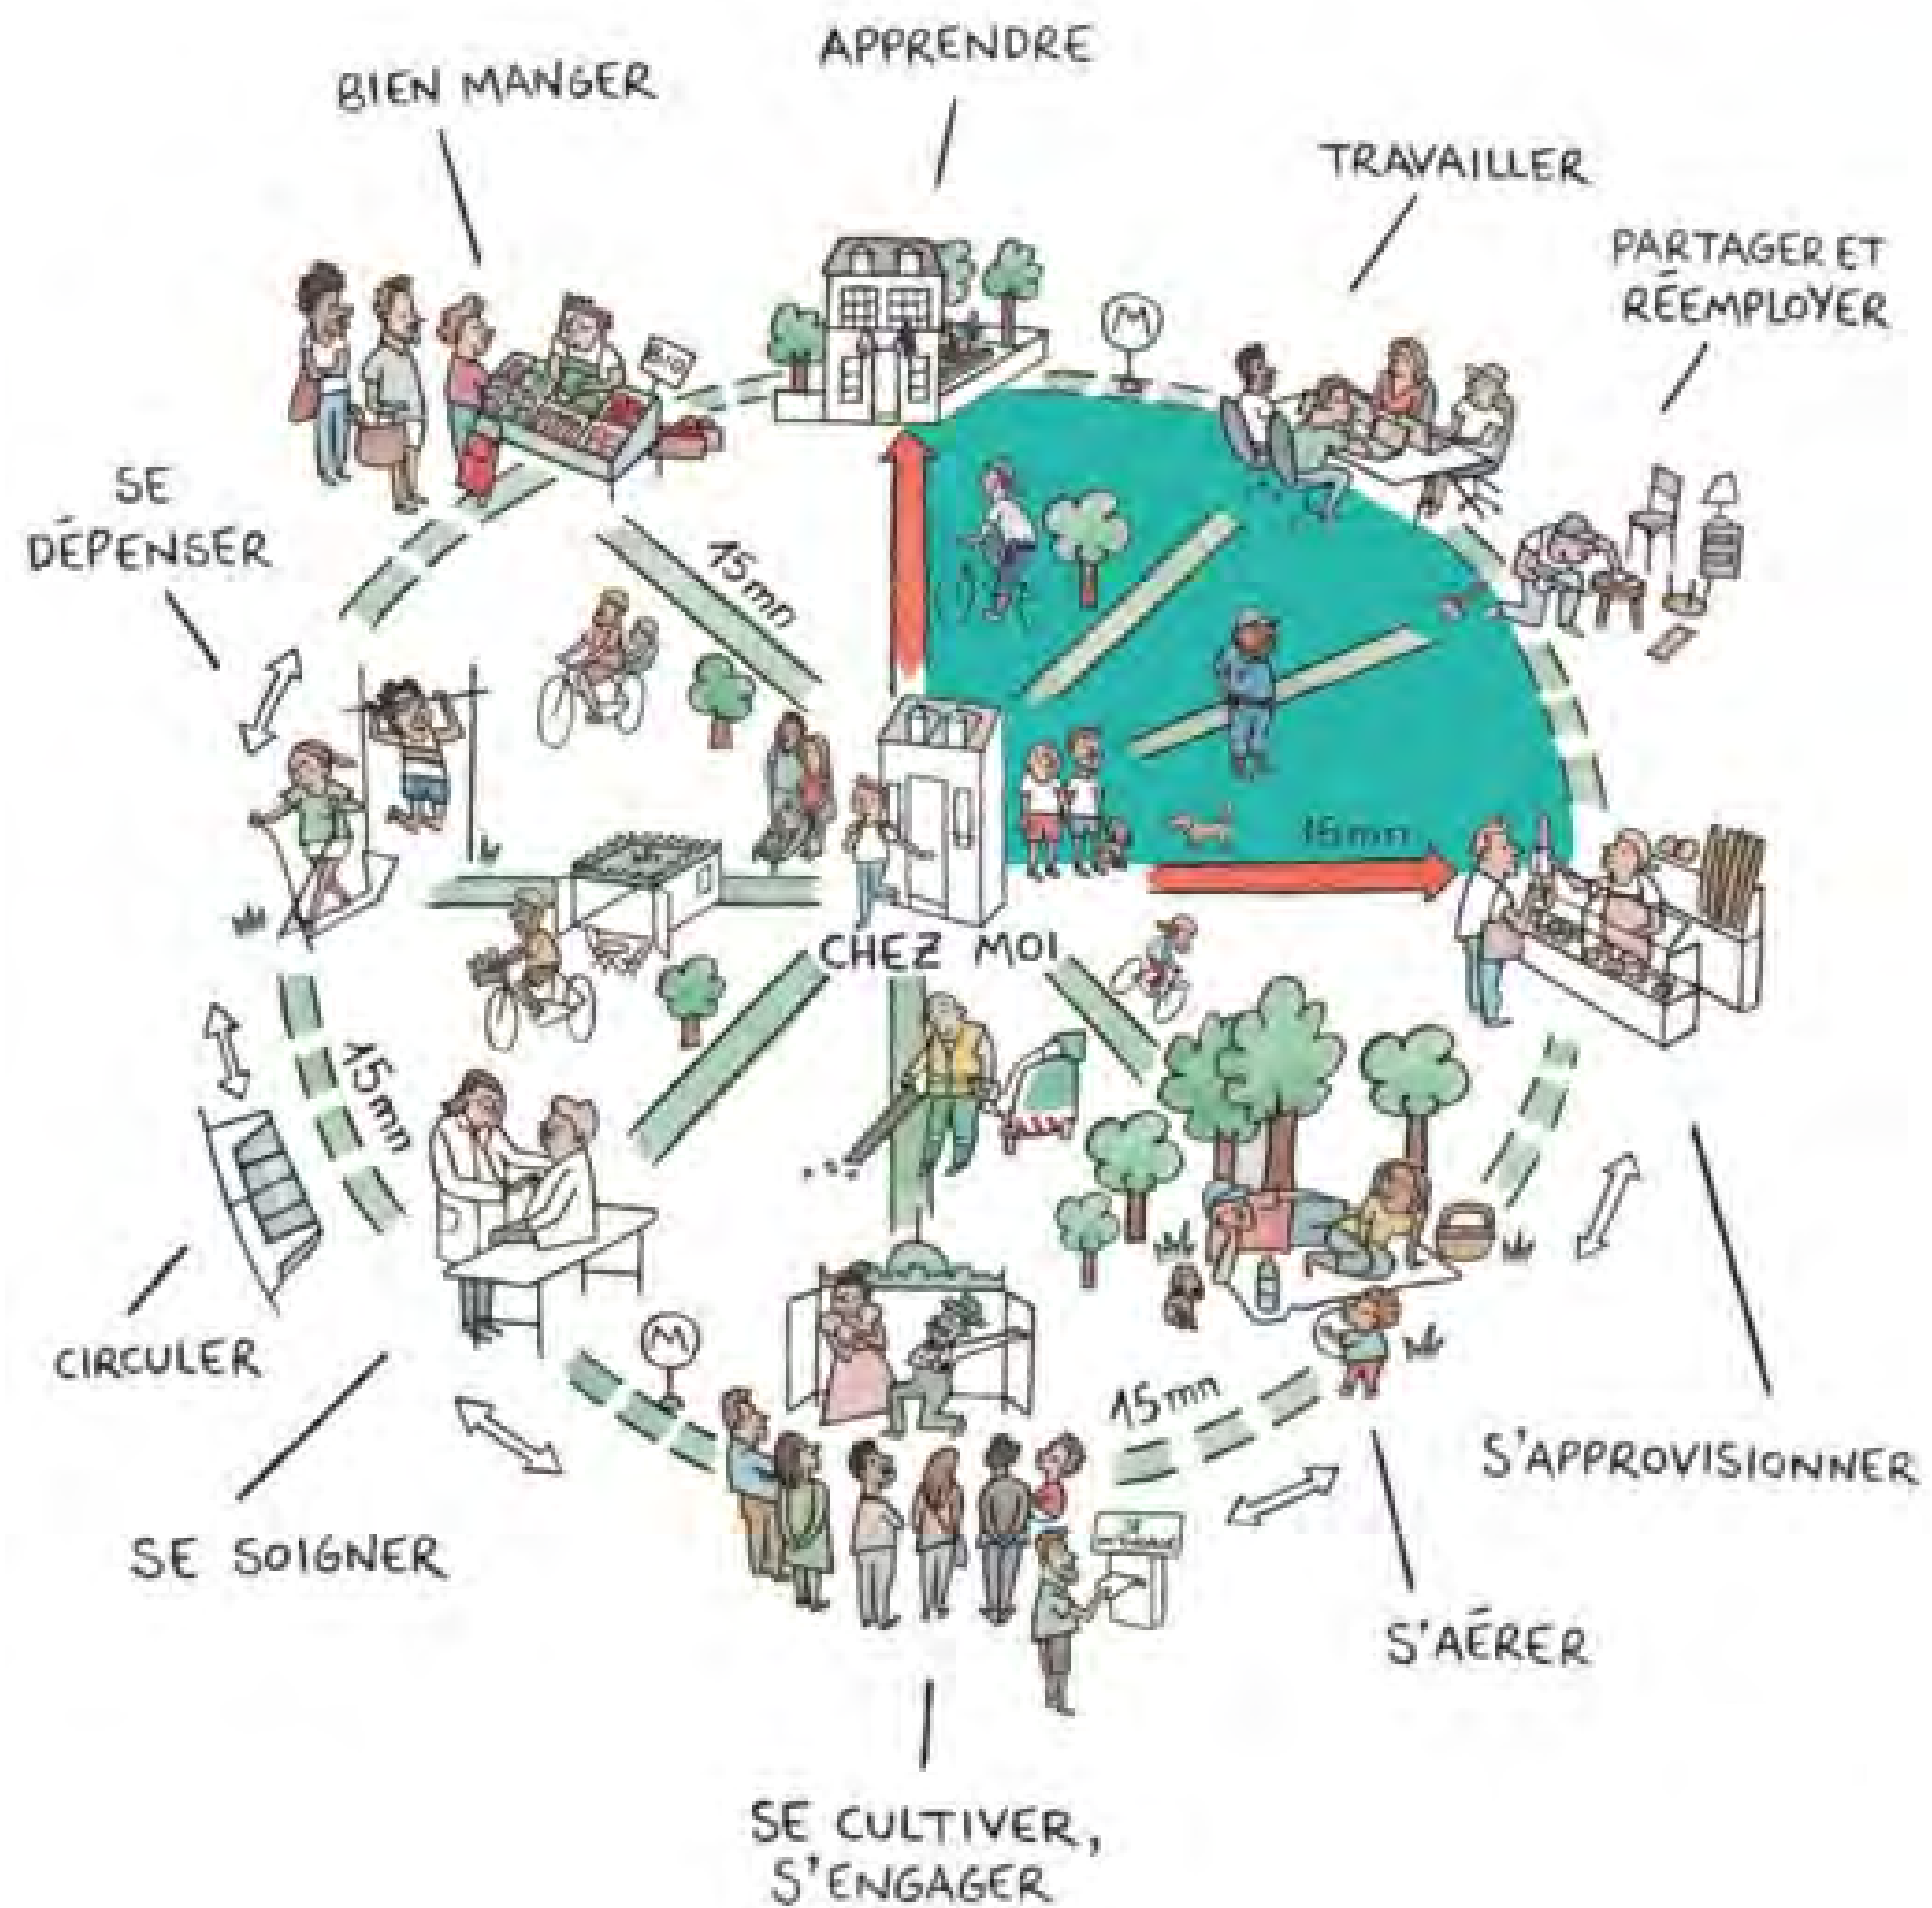 APPRENDRE
BIEN MANGER
TRAVAILLER
PARTAGER ET
RÉEMPLOYER
M
BIO
SE
DÉPENSER
15mn
15mn
CHEZ MOI
15mn
M
CIRCULER
15mn
S'APPROVISIONNER
SE SOIGNER
S'AÉRER
SE CULTIVER,
S'ENGAGER